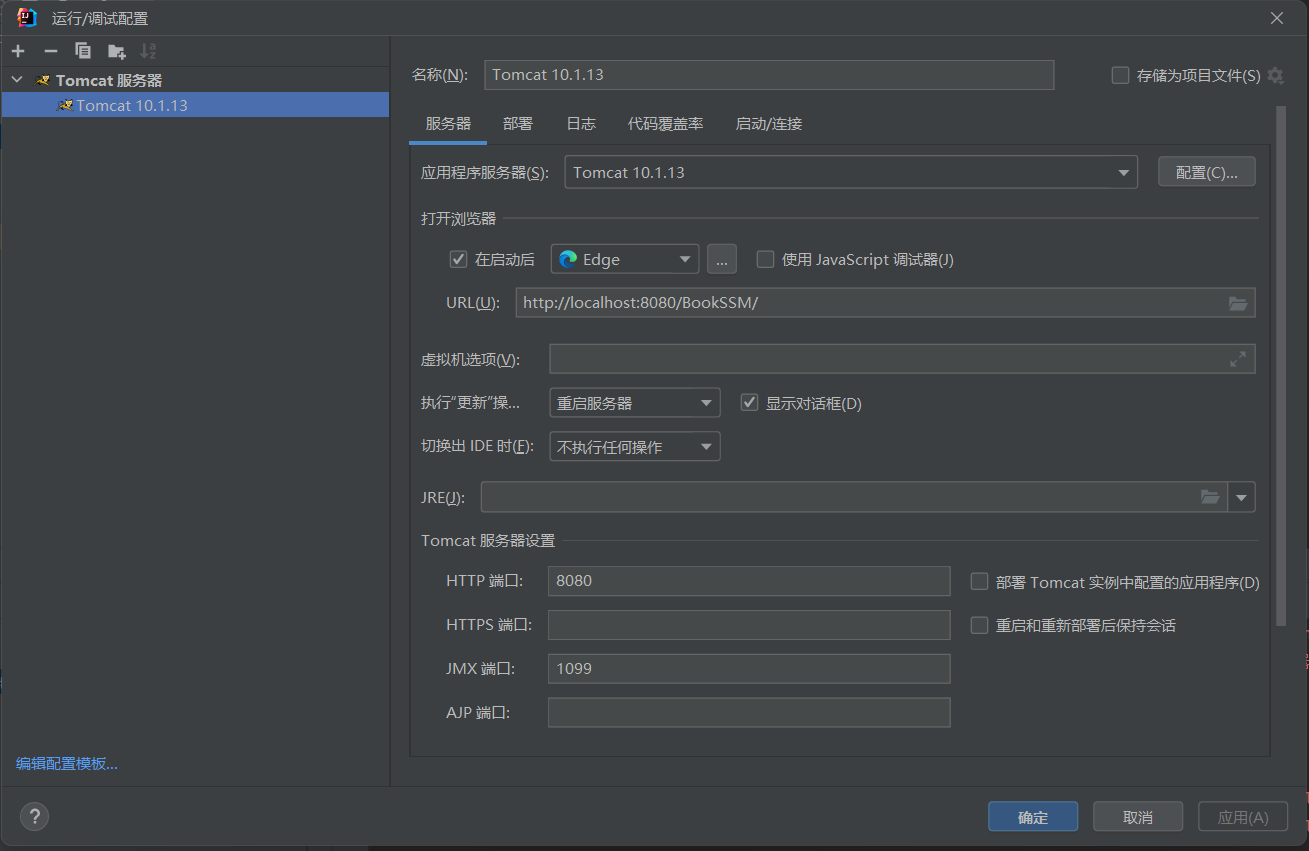 运行/调试配置
Tomcat 服务器
Tomcat 10.1.13
编辑配置模板...
名称(N): Tomcat 10.1.13 存储为项目文件(S)
服务器 部署 日志 代码覆盖率 启动/连接
应用程序服务器(S): Tomcat 10.1.13 配置(C)...
打开浏览器
在启动后 Edge ... 使用 JavaScript 调试器(J)
URL(U): http://localhost:8080/BookSSM/
虚拟机选项(V):
执行“更新”操... 重启服务器 显示对话框(D)
切换出 IDE 时(F): 不执行任何操作
JRE(J):
Tomcat 服务器设置
HTTP 端口: 8080 部署 Tomcat 实例中配置的应用程序(D)
HTTPS 端口: 重启和重新部署后保持会话
JMX 端口: 1099
AJP 端口:
? 确定 取消 应用(A)